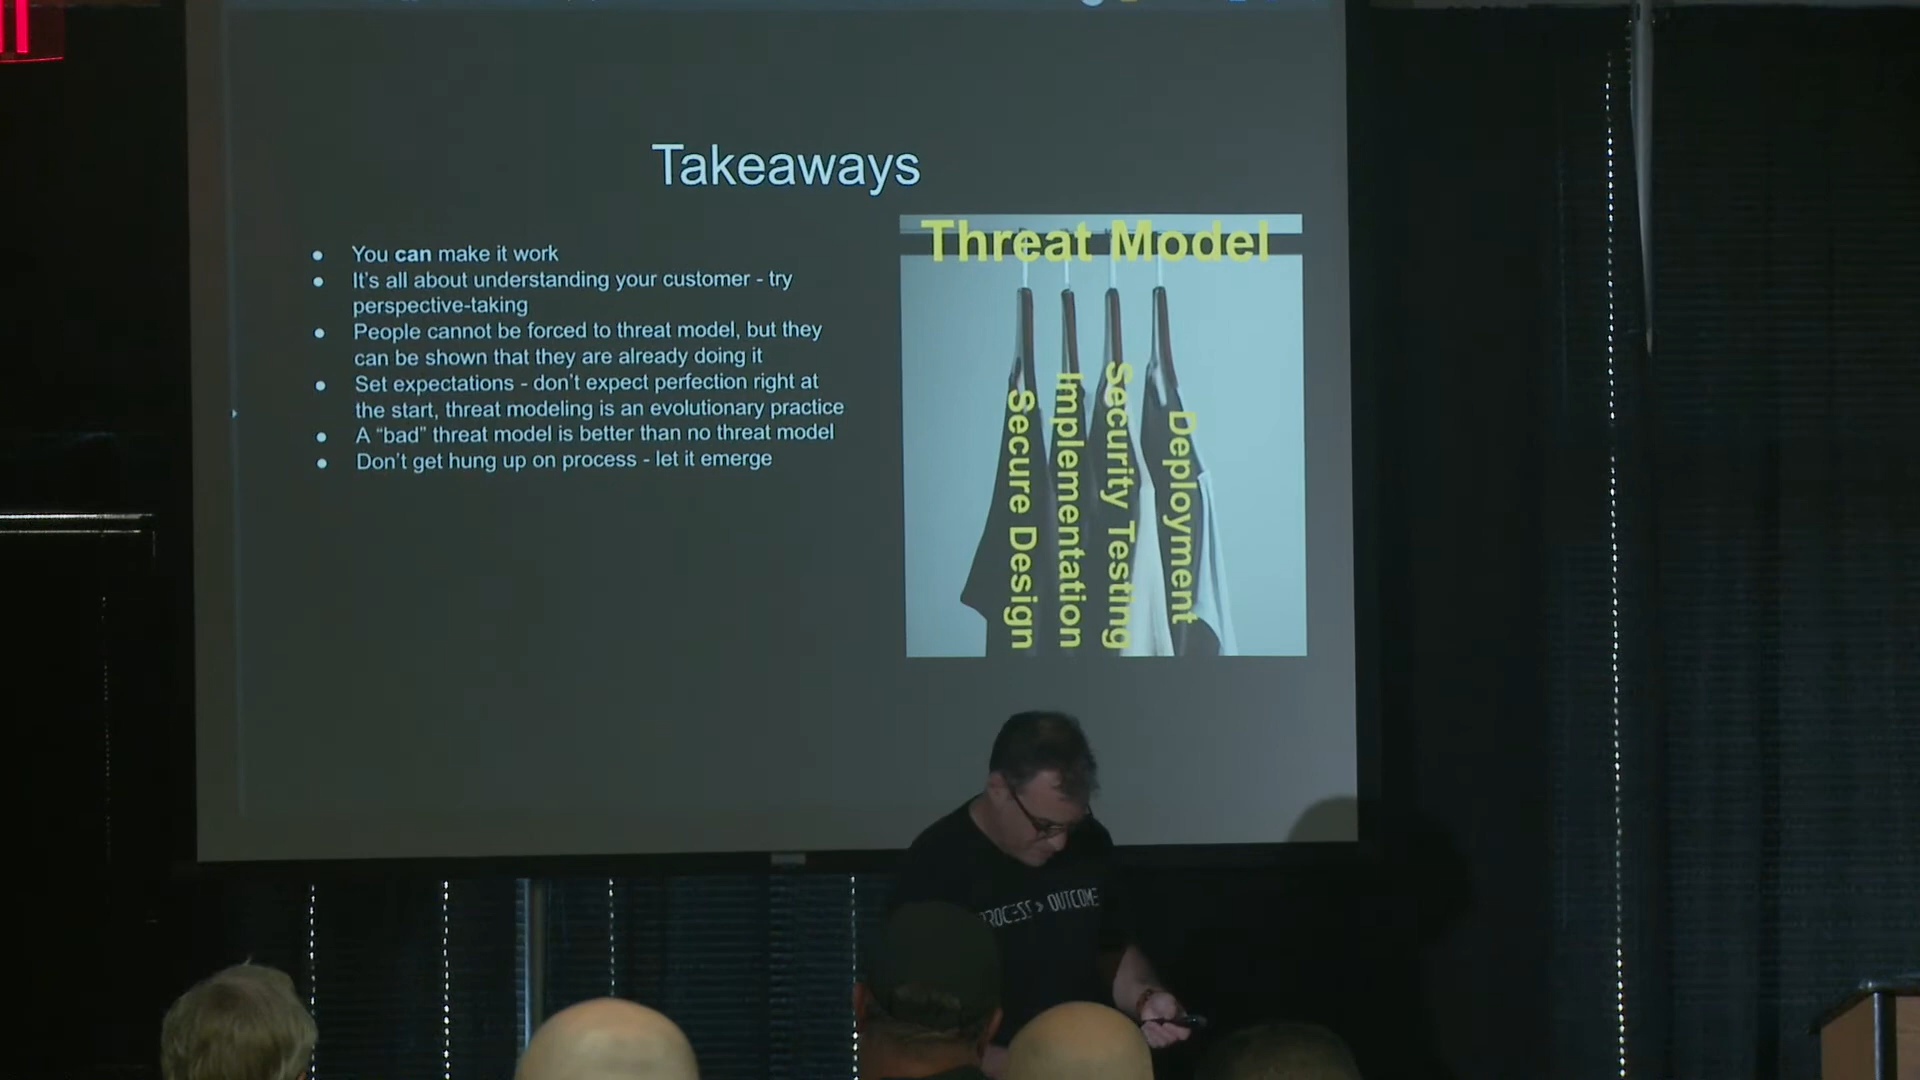 Takeaways
You can make it work
It's all about understanding your customer - try
perspective-taking
People cannot be forced to threat model, but they
can be shown that they are already doing it
Set expectations - don't expect perfection right at
the start, threat modeling is an evolutionary practice
A “bad” threat model is better than no threat model
Don't get hung up on process - let it emerge
Threat Model
Secure Design
Implementation
Security Testing
Deployment
PROCESS > OUTCOME